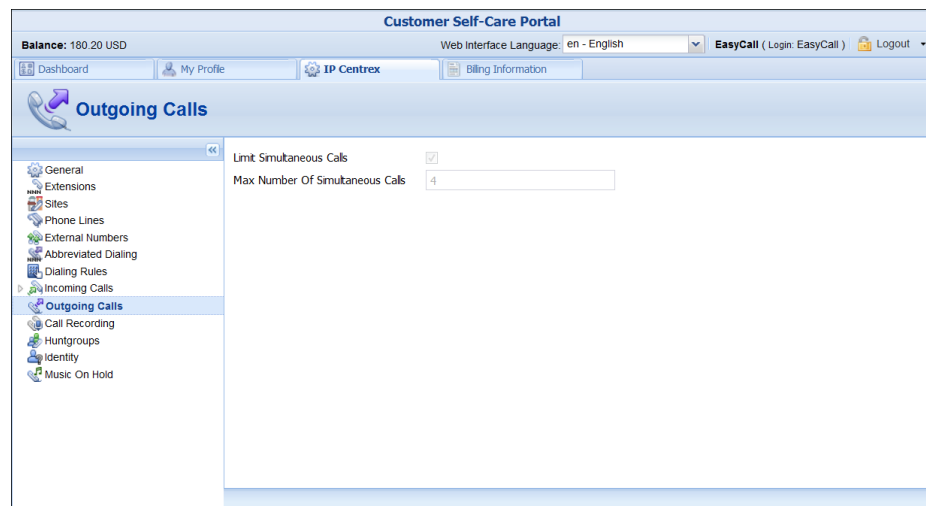 Customer Self-Care Portal
Balance: 180.20 USD Web Interface Language: en - English EasyCall ( Login: EasyCall ) Logout
Dashboard My Profile IP Centrex Billing Information
Outgoing Calls
General
Extensions
Sites
Phone Lines
External Numbers
Abbreviated Dialing
Dialing Rules
Incoming Calls
Outgoing Calls
Call Recording
Huntgroups
Identity
Music On Hold
Limit Simultaneous Calls
Max Number Of Simultaneous Calls 4